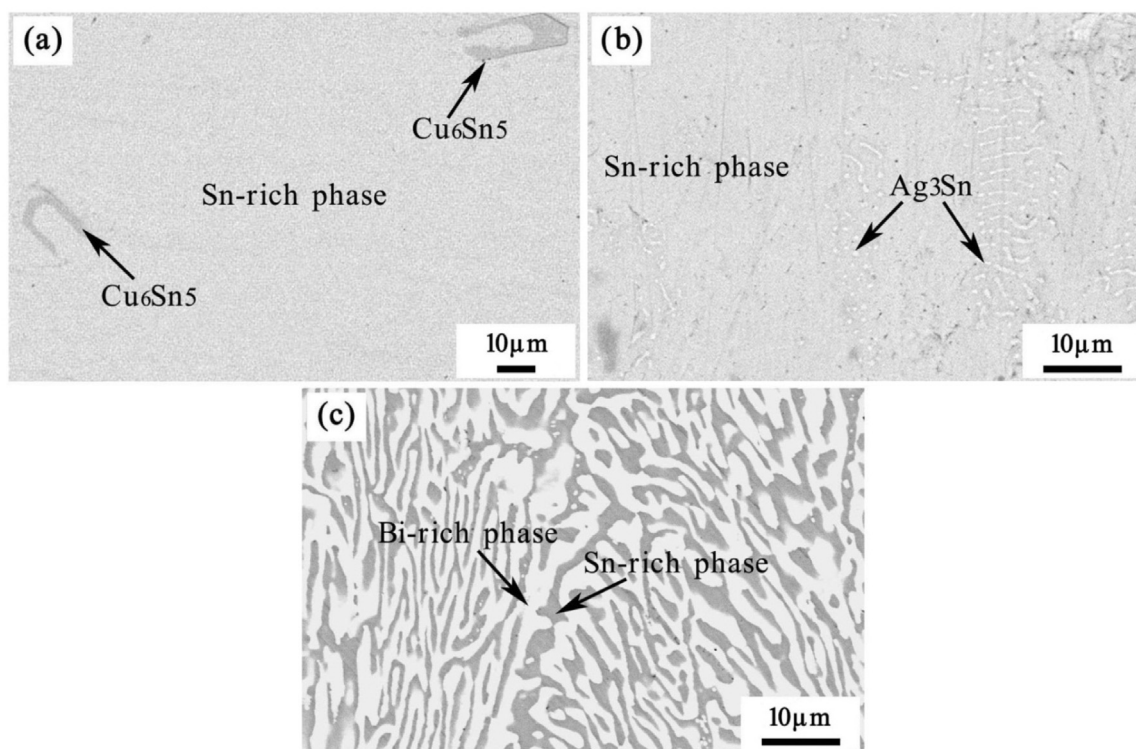 (a)
Cu6Sn5
Sn-rich phase
Cu6Sn5
10µm
(b)
Sn-rich phase
Ag3Sn
10µm
(c)
Bi-rich phase
Sn-rich phase
10µm